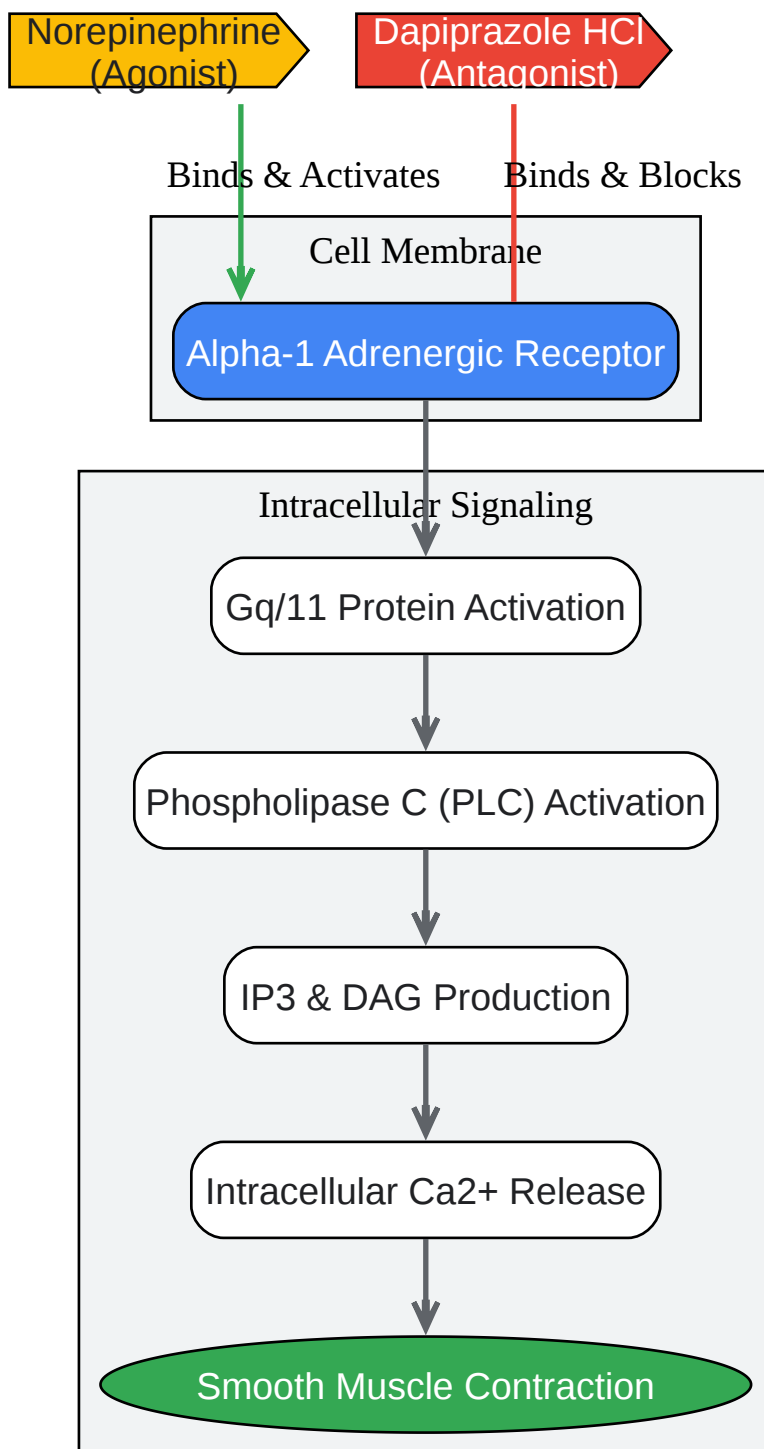 Norepinephrine
(Agonist)
Dapiprazole HCl
(Antagonist)
Binds & Activates
Binds & Blocks
Cell Membrane
Alpha-1 Adrenergic Receptor
Intracellular Signaling
Gq/11 Protein Activation
Phospholipase C (PLC) Activation
IP3 & DAG Production
Intracellular Ca2+ Release
Smooth Muscle Contraction